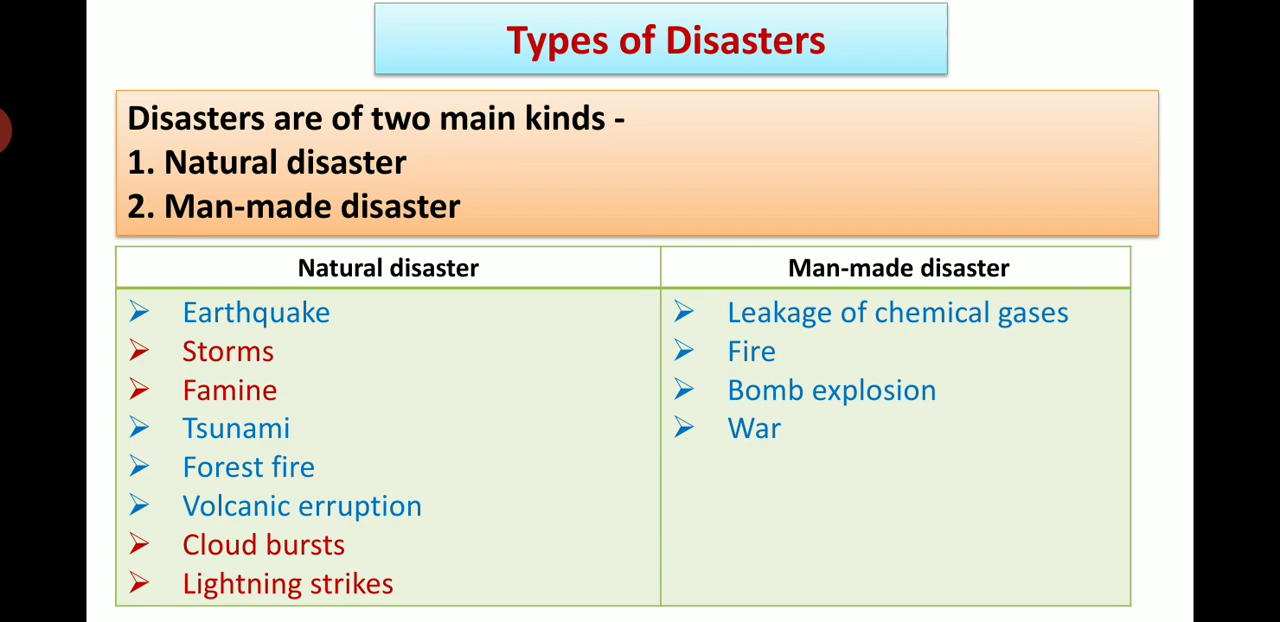 Types of Disasters
Disasters are of two main kinds -
1. Natural disaster
2. Man-made disaster
Natural disaster
Man-made disaster
Earthquake
Storms
Famine
Tsunami
Forest fire
Volcanic erruption
Cloud bursts
Lightning strikes
Leakage of chemical gases
Fire
Bomb explosion
War